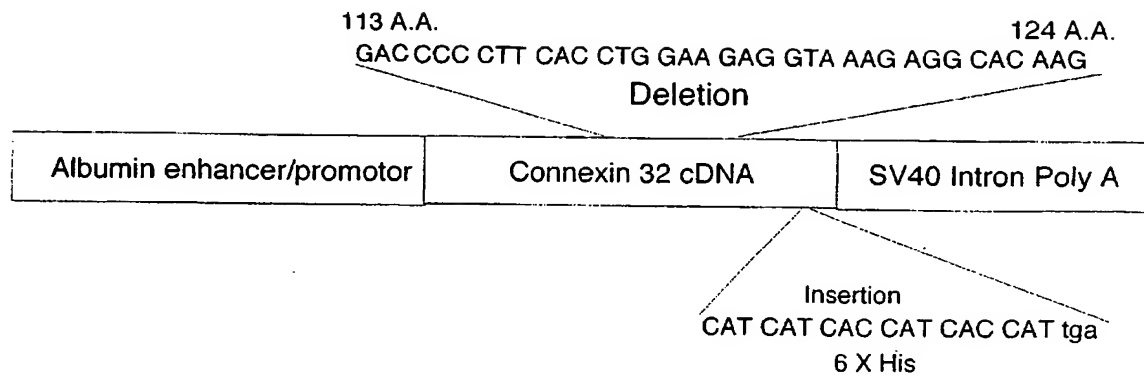 113 A.A.
124 A.A.
GAC CCC CTT CAC CTG GAA GAG GTA AAG AGG CAC AAG
Deletion
Albumin enhancer/promotor
Connexin 32 cDNA
SV40 Intron Poly A
Insertion
CAT CAT CAC CAT CAC CAT tga
6 X His